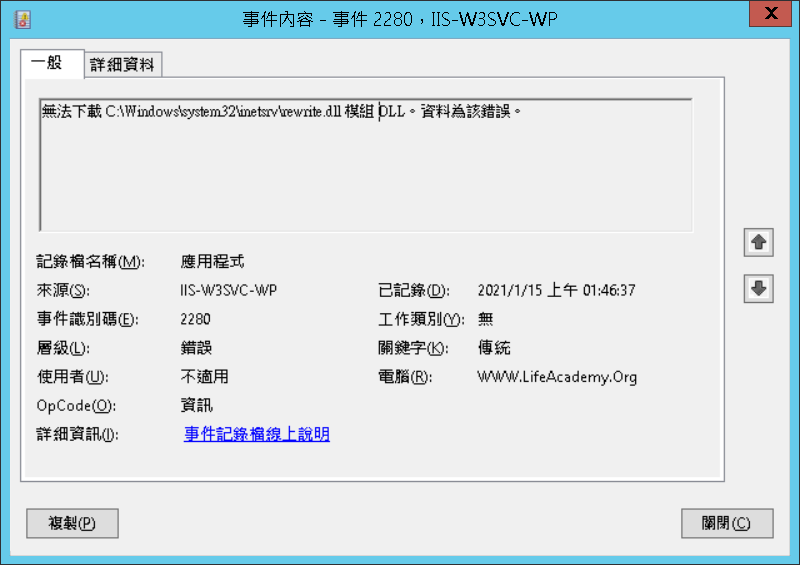 事件內容 - 事件 2280，IIS-W3SVC-WP
X
一般
詳細資料
無法下載 C:\Windows\system32\inetsrv\rewrite.dll 模組 DLL。資料為該錯誤。
記錄檔名稱(M): 應用程式
來源(S): IIS-W3SVC-WP 已記錄(D): 2021/1/15 上午 01:46:37
事件識別碼(E): 2280 工作類別(Y): 無
層級(L): 錯誤 關鍵字(K): 傳統
使用者(U): 不適用 電腦(R): WWW.LifeAcademy.Org
OpCode(O): 資訊
詳細資訊(I): 事件記錄檔線上說明
複製(P) 關閉(C)